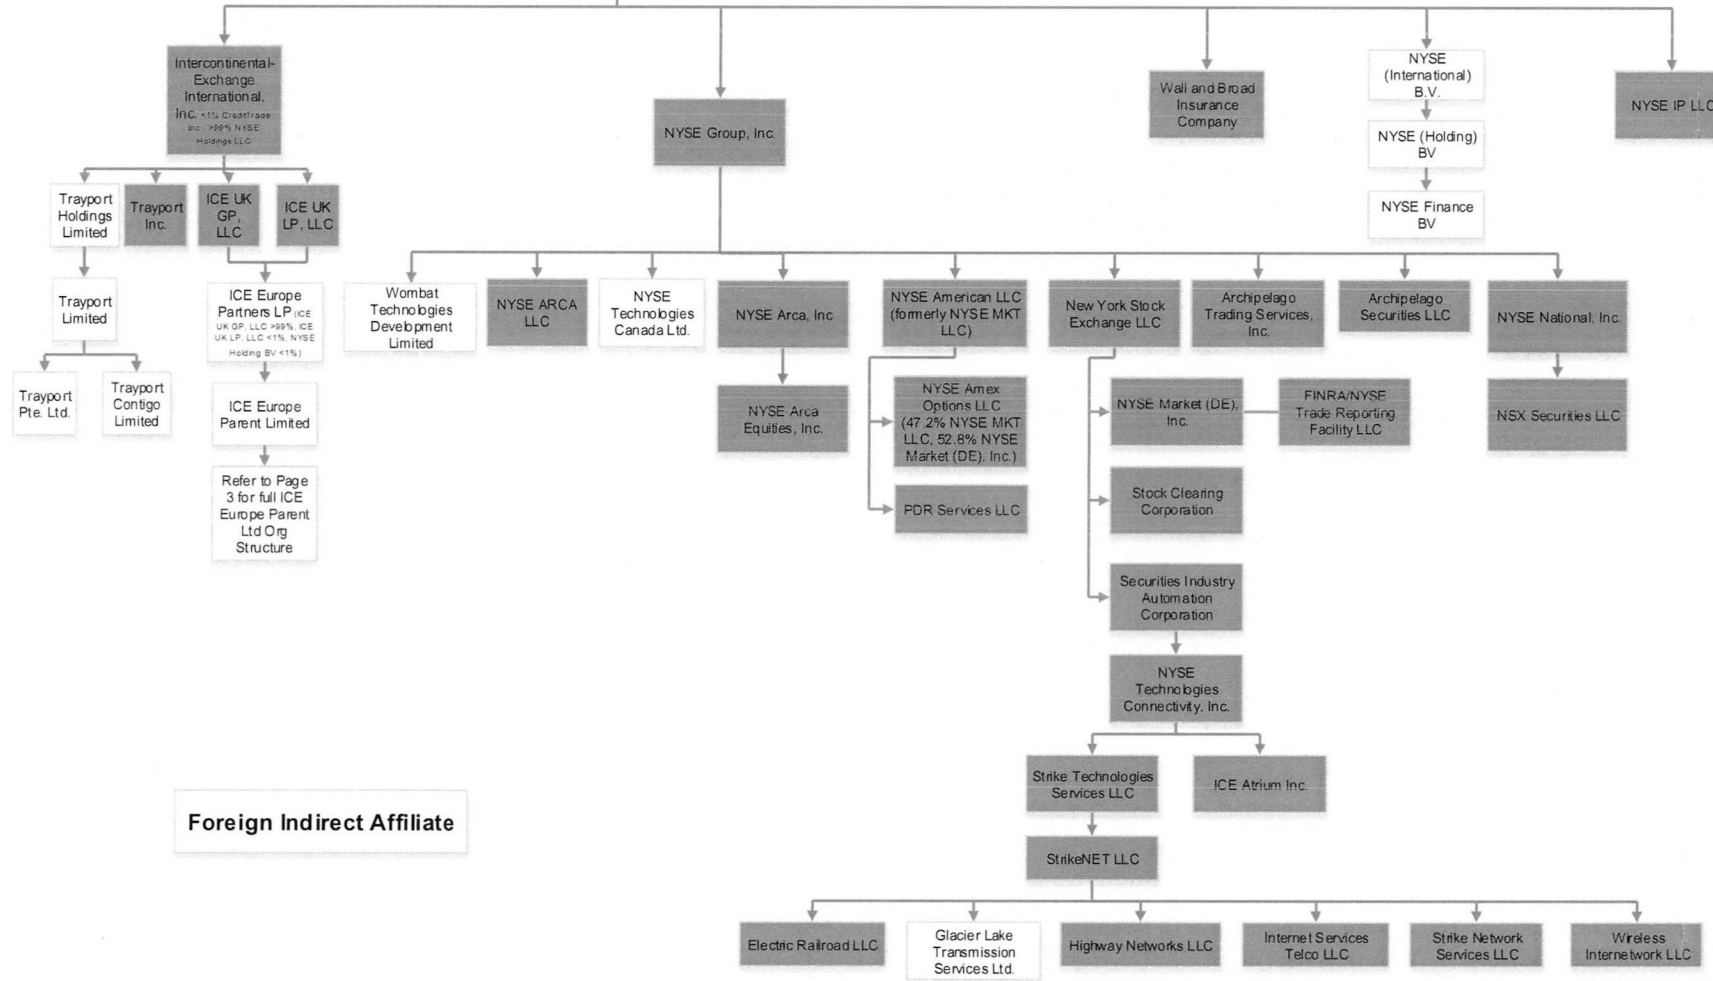 Intercontinental-
Exchange
International,
Inc. <1% CreditTrade
Inc., >99% NYSE
Holdings LLC
NYSE Group, Inc.
Wall and Broad
Insurance
Company
NYSE
(International)
B.V.
NYSE IP LLC
NYSE (Holding)
BV
NYSE Finance
BV
Trayport
Holdings
Limited
Trayport
Inc.
ICE UK
GP,
LLC
ICE UK
LP, LLC
Trayport
Limited
ICE Europe
Partners LP (ICE
UK GP, LLC >99%, ICE
UK LP, LLC <1%, NYSE
Holding BV <1%)
Trayport
Pte. Ltd.
Trayport
Contigo
Limited
ICE Europe
Parent Limited
Refer to Page
3 for full ICE
Europe Parent
Ltd Org
Structure
Wombat
Technologies
Development
Limited
NYSE ARCA
LLC
NYSE
Technologies
Canada Ltd.
NYSE Arca, Inc
NYSE American LLC
(formerly NYSE MKT
LLC)
New York Stock
Exchange LLC
Archipelago
Trading Services,
Inc.
Archipelago
Securities LLC
NYSE National, Inc.
NYSE Arca
Equities, Inc.
NYSE Amex
Options LLC
(47.2% NYSE MKT
LLC, 52.8% NYSE
Market (DE), Inc.)
PDR Services LLC
NYSE Market (DE),
Inc.
FINRA/NYSE
Trade Reporting
Facility LLC
NSX Securities LLC
Stock Clearing
Corporation
Securities Industry
Automation
Corporation
NYSE
Technologies
Connectivity, Inc.
Strike Technologies
Services LLC
ICE Atrium Inc.
StrikeNET LLC
Foreign Indirect Affiliate
Electric Railroad LLC
Glacier Lake
Transmission
Services Ltd.
Highway Networks LLC
Internet Services
Telco LLC
Strike Network
Services LLC
Wireless
Internetwork LLC